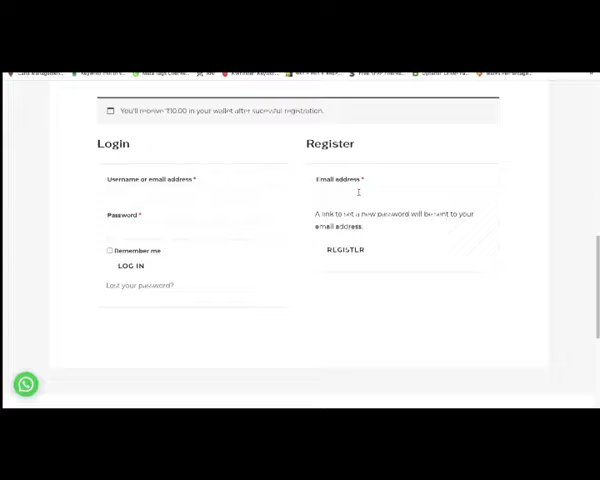 You'll receive ₹10.00 in your wallet after sucessful registration.
Login
Register
Username or email address *
Email address *
A link to set a new password will be sent to your
email address.
Password *
Remember me
REGISTER
LOG IN
Lost your password?